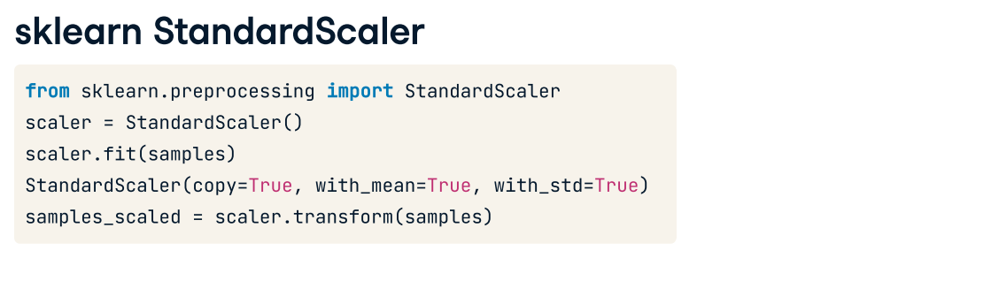 sklearn StandardScaler
from sklearn.preprocessing import StandardScaler
scaler = StandardScaler()
scaler.fit(samples)
StandardScaler(copy=True, with_mean=True, with_std=True)
samples_scaled = scaler.transform(samples)